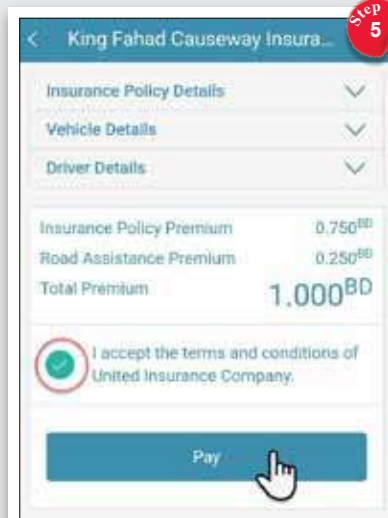 Step
5
< King Fahad Causeway Insura...
Insurance Policy Details
Vehicle Details
Driver Details
Insurance Policy Premium 0.750BD
Road Assistance Premium 0.250BD
Total Premium 1.000BD
I accept the terms and conditions of
United Insurance Company.
Pay